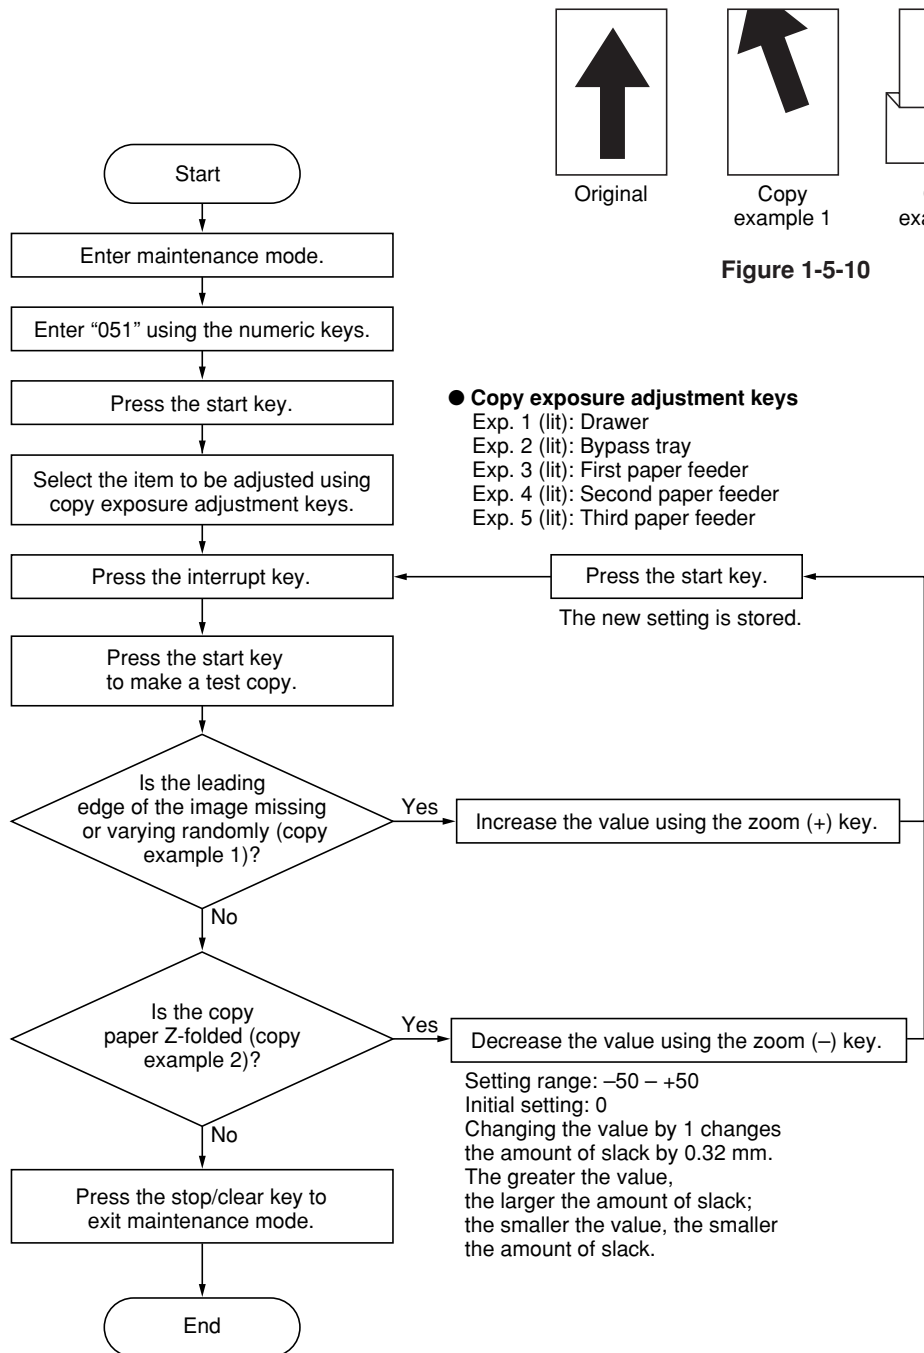 Original
Copy
example 1
Figure 1-5-10
Start
Enter maintenance mode.
Enter “051” using the numeric keys.
Press the start key.
Select the item to be adjusted using
copy exposure adjustment keys.
● Copy exposure adjustment keys
Exp. 1 (lit): Drawer
Exp. 2 (lit): Bypass tray
Exp. 3 (lit): First paper feeder
Exp. 4 (lit): Second paper feeder
Exp. 5 (lit): Third paper feeder
Press the interrupt key.
Press the start key.
The new setting is stored.
Press the start key
to make a test copy.
Is the leading
edge of the image missing
or varying randomly (copy
example 1)?
Yes
Increase the value using the zoom (+) key.
No
Is the copy
paper Z-folded (copy
example 2)?
Yes
Decrease the value using the zoom (–) key.
Setting range: –50 – +50
Initial setting: 0
Changing the value by 1 changes
the amount of slack by 0.32 mm.
The greater the value,
the larger the amount of slack;
the smaller the value, the smaller
the amount of slack.
No
Press the stop/clear key to
exit maintenance mode.
End